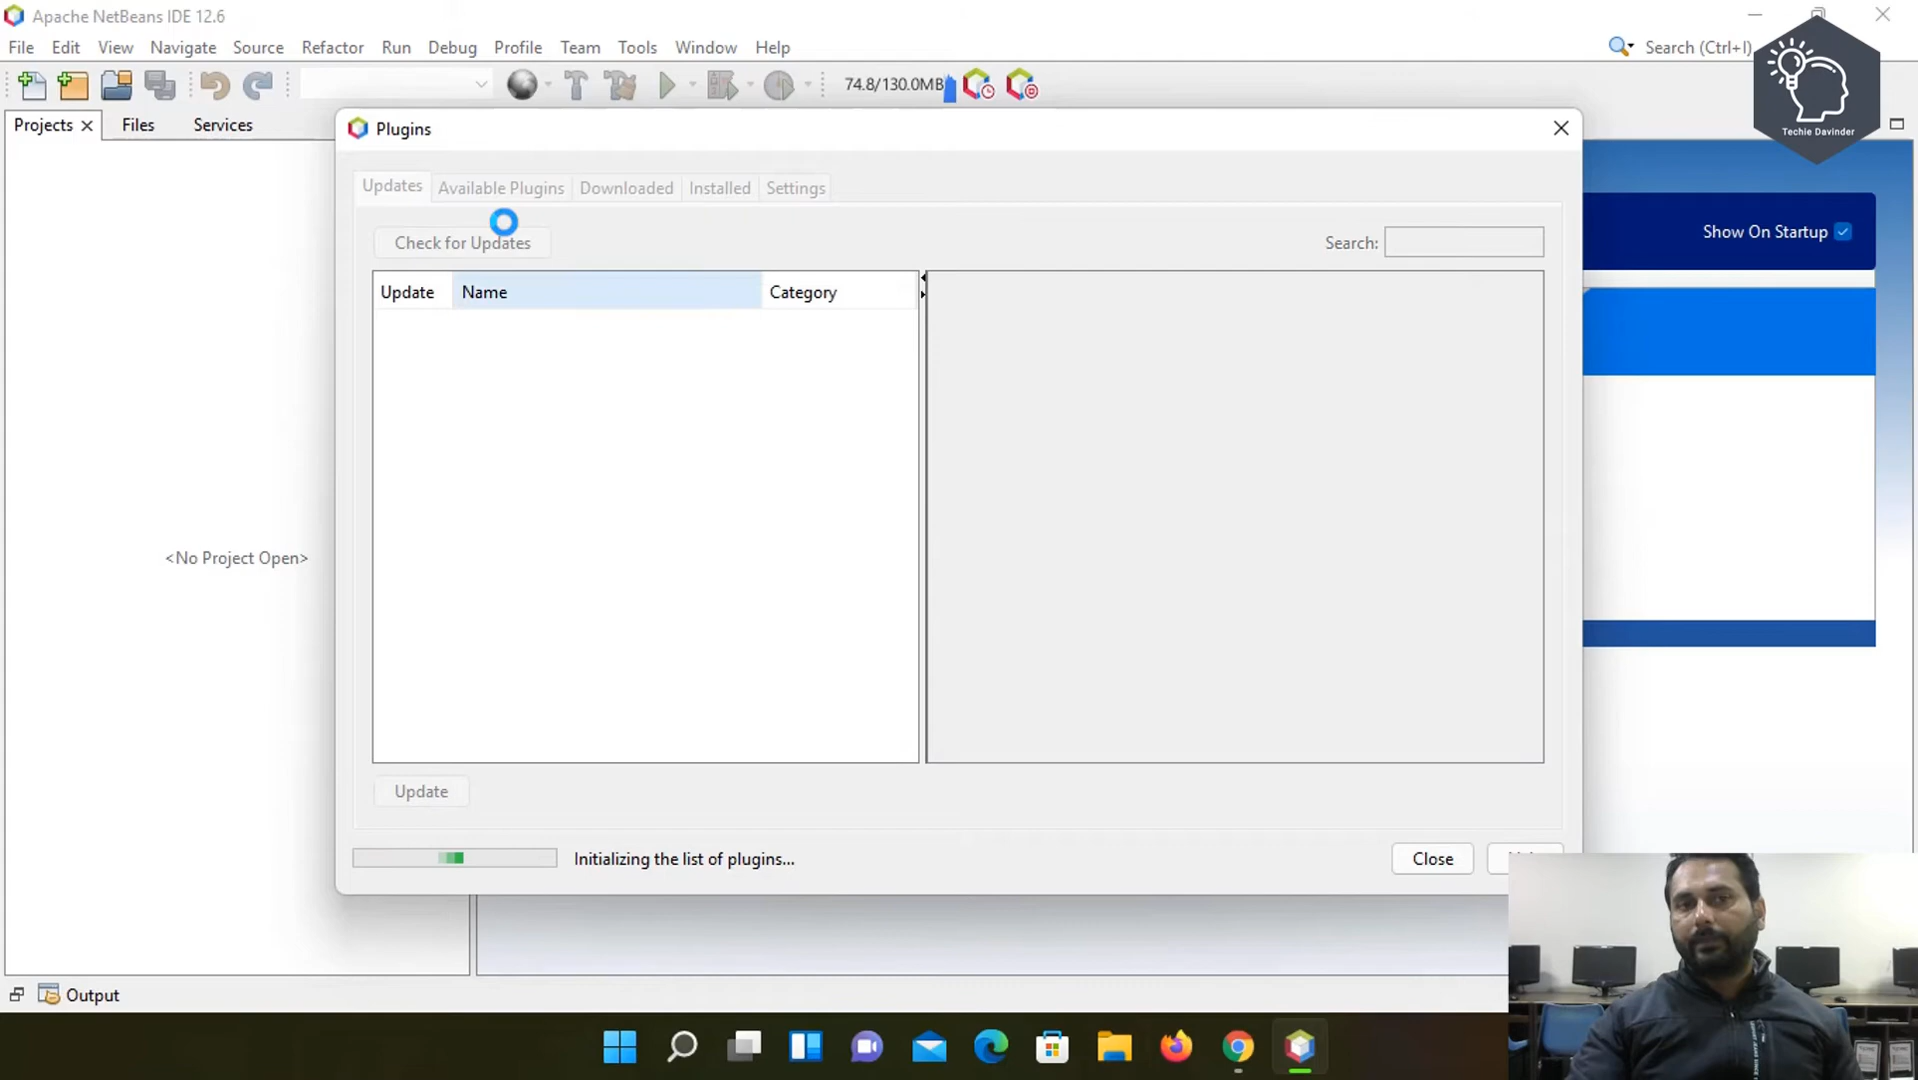 Apache NetBeans IDE 12.6
File Edit View Navigate Source Refactor Run Debug Profile Team Tools Window Help
Search (Ctrl+I)
74.8/130.0MB
Techie Davinder
Projects Files Services
Plugins
Updates Available Plugins Downloaded Installed Settings
Show On Startup
Check for Updates
Search:
Update Name Category
<No Project Open>
Update
Initializing the list of plugins...
Close
Output